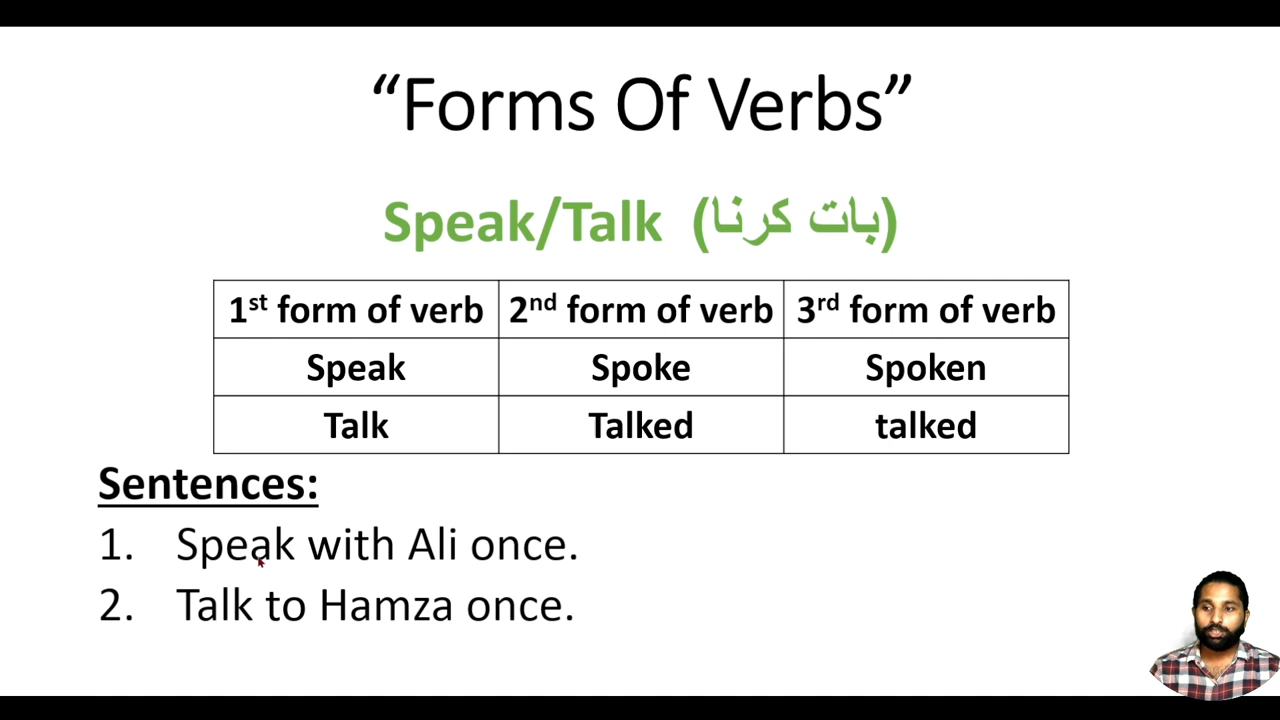 “Forms Of Verbs”
Speak/Talk (بات کرنا)
1st form of verb 2nd form of verb 3rd form of verb
Speak Spoke Spoken
Talk Talked talked
Sentences:
1. Speak with Ali once.
2. Talk to Hamza once.